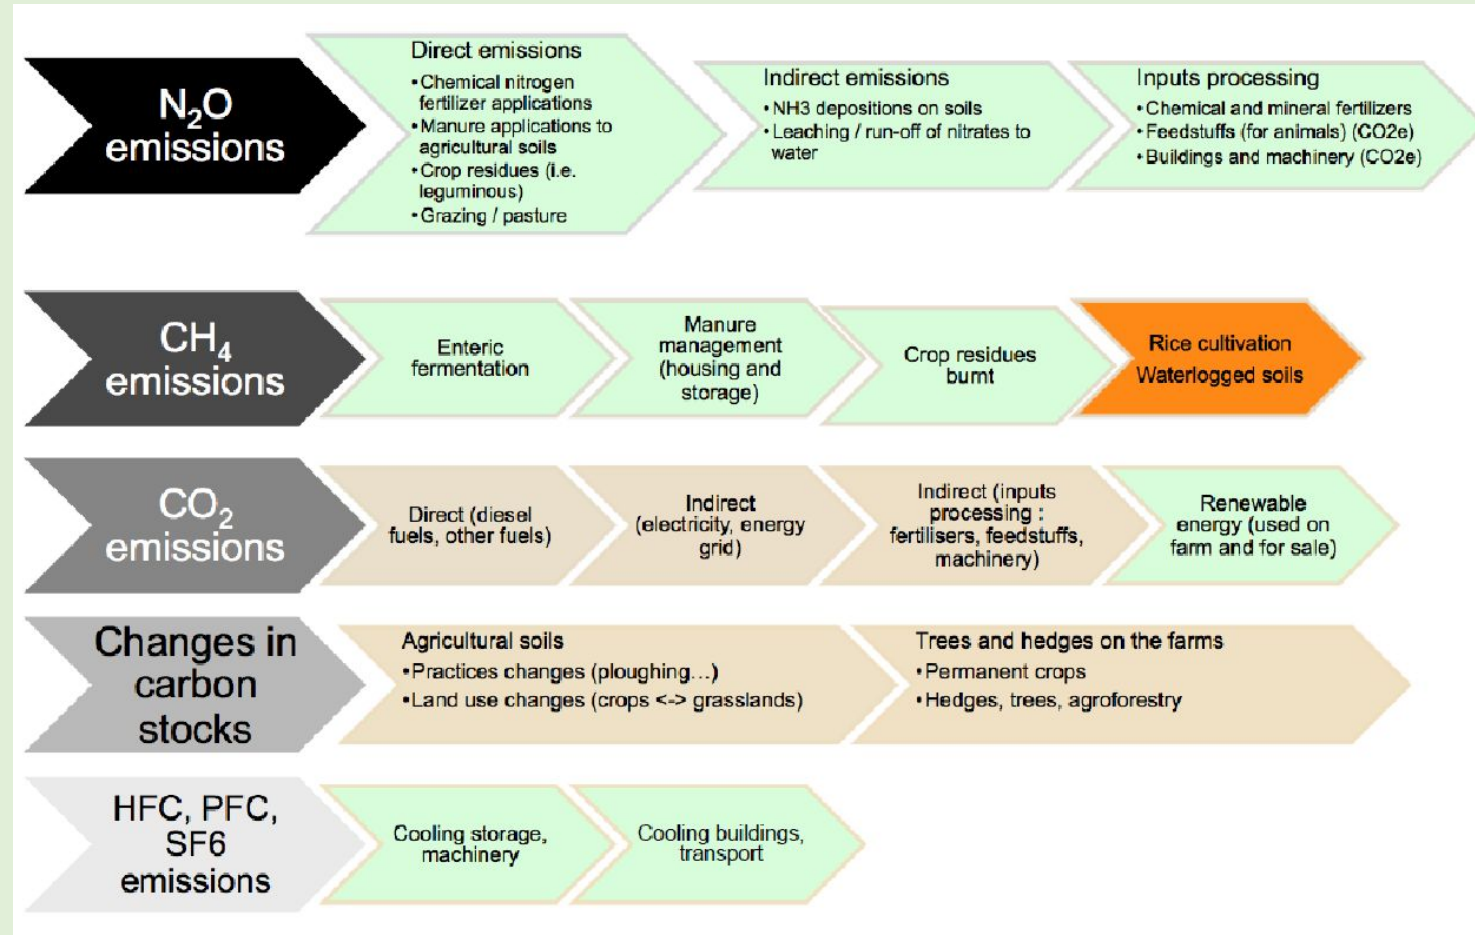 N₂O
emissions
Direct emissions
•Chemical nitrogen
fertilizer applications
•Manure applications to
agricultural soils
•Crop residues (i.e.
leguminous)
•Grazing / pasture
Indirect emissions
•NH3 depositions on soils
•Leaching / run-off of nitrates to
water
Inputs processing
•Chemical and mineral fertilizers
•Feedstuffs (for animals) (CO2e)
•Buildings and machinery (CO2e)
CH₄
emissions
Enteric
fermentation
Manure
management
(housing and
storage)
Crop residues
burnt
Rice cultivation
Waterlogged soils
CO₂
emissions
Direct (diesel
fuels, other fuels)
Indirect
(electricity, energy
grid)
Indirect (inputs
processing :
fertilisers, feedstuffs,
machinery)
Renewable
energy (used on
farm and for sale)
Changes in
carbon
stocks
Agricultural soils
•Practices changes (ploughing…)
•Land use changes (crops <-> grasslands)
Trees and hedges on the farms
•Permanent crops
•Hedges, trees, agroforestry
HFC, PFC,
SF6
emissions
Cooling storage,
machinery
Cooling buildings,
transport